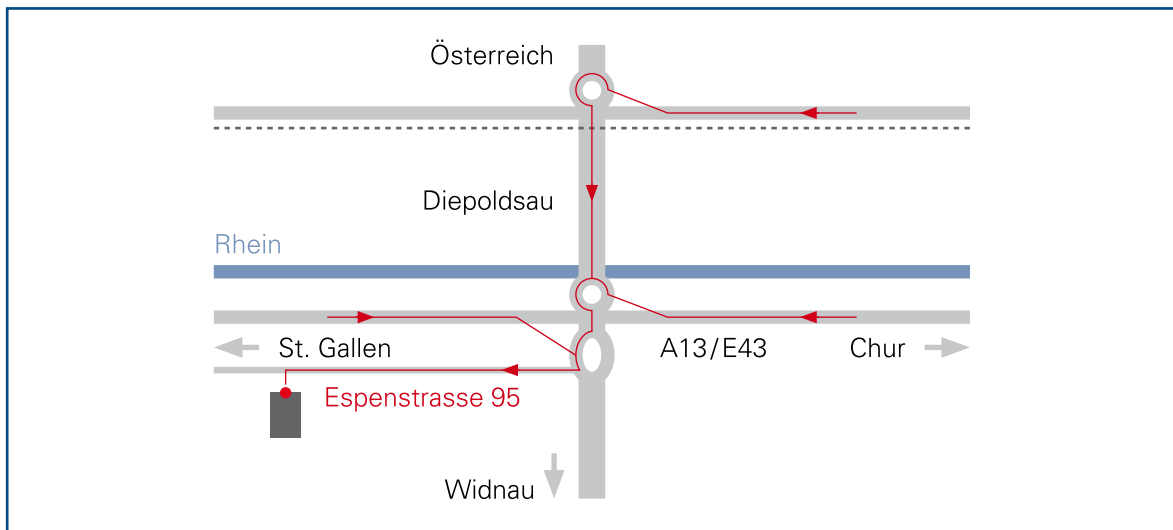 Österreich
Diepoldsau
Rhein
St. Gallen
A13/E43
Chur
Espenstrasse 95
Widnau